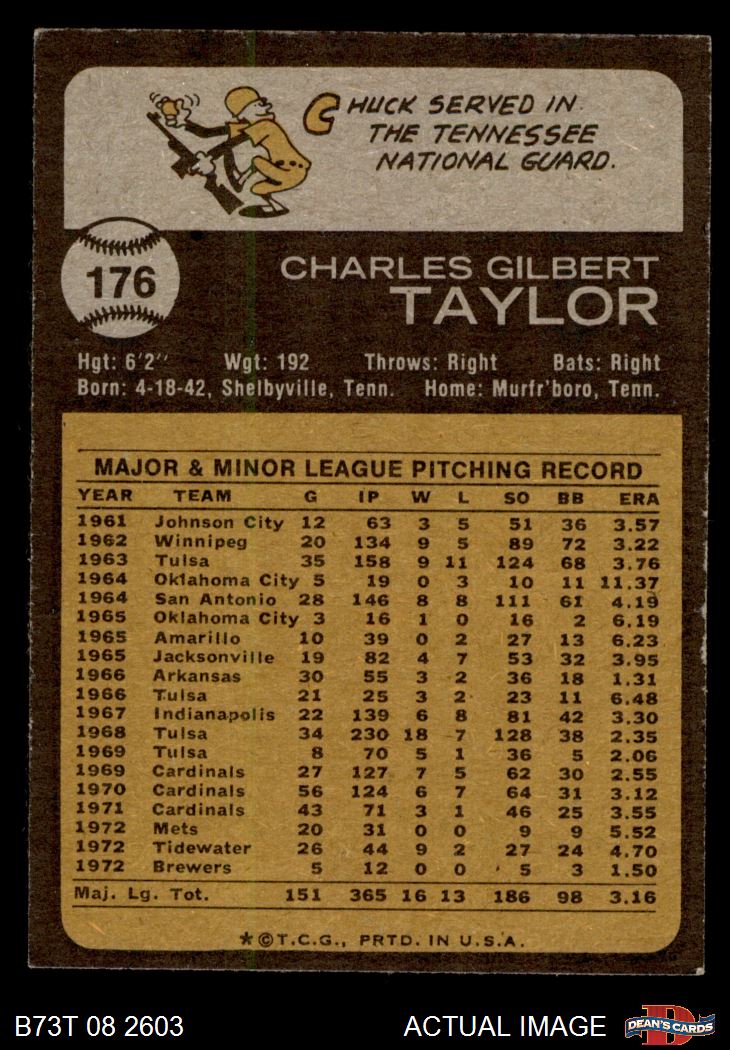 CHUCK SERVED IN
THE TENNESSEE
NATIONAL GUARD.
176
CHARLES GILBERT
TAYLOR
Hgt: 6'2" Wgt: 192 Throws: Right Bats: Right
Born: 4-18-42, Shelbyville, Tenn. Home: Murfr'boro, Tenn.
MAJOR & MINOR LEAGUE PITCHING RECORD
YEAR TEAM G IP W L SO BB ERA
1961 Johnson City 12 63 3 5 51 36 3.57
1962 Winnipeg 20 134 9 5 89 72 3.22
1963 Tulsa 35 158 9 11 124 68 3.76
1964 Oklahoma City 5 19 0 3 10 11 11.37
1964 San Antonio 28 146 8 8 111 61 4.19
1965 Oklahoma City 3 16 1 0 16 2 6.19
1965 Amarillo 10 39 0 2 27 13 6.23
1965 Jacksonville 19 82 4 7 53 32 3.95
1966 Arkansas 30 55 3 2 36 18 1.31
1966 Tulsa 21 25 3 2 23 11 6.48
1967 Indianapolis 22 139 6 8 81 42 3.30
1968 Tulsa 34 230 18 7 128 38 2.35
1969 Tulsa 8 70 5 1 36 5 2.06
1969 Cardinals 27 127 7 5 62 30 2.55
1970 Cardinals 56 124 6 7 64 31 3.12
1971 Cardinals 43 71 3 1 46 25 3.55
1972 Mets 20 31 0 0 9 9 5.52
1972 Tidewater 26 44 9 2 27 24 4.70
1972 Brewers 5 12 0 0 5 3 1.50
Maj. Lg. Tot. 151 365 16 13 186 98 3.16
*©T.C.G., PRTD. IN U.S.A.
B73T 08 2603 ACTUAL IMAGE
D
DEAN'S CARDS